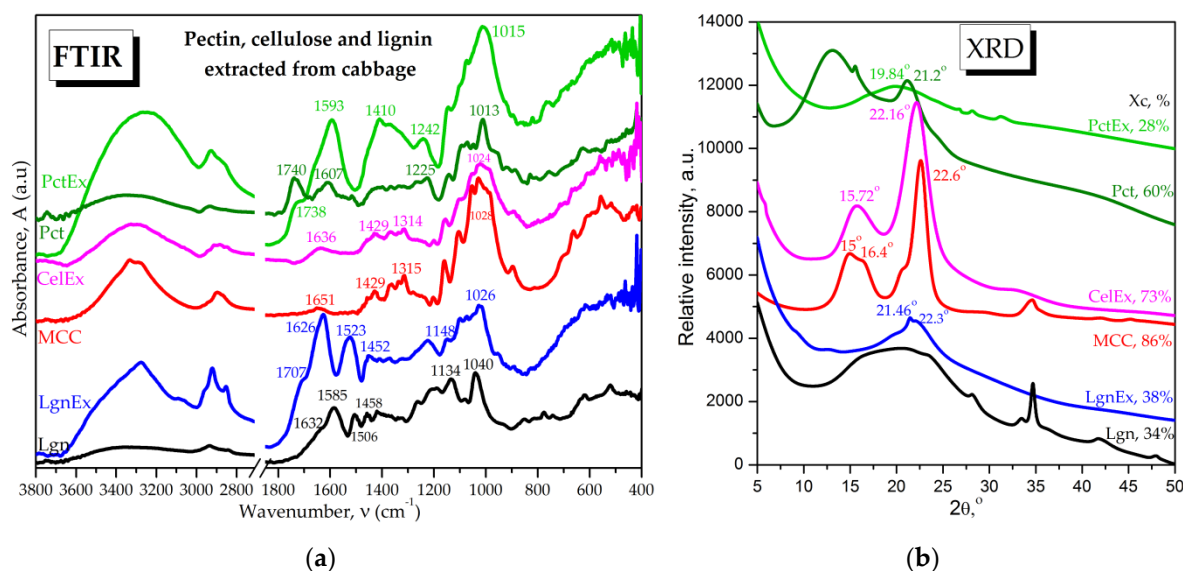 a
FTIR
Pectin, cellulose and lignin
extracted from cabbage
1015
1593
1410
1242
1013
1740
1607
1225
1024
PctEx
1738
Pct
1636
1429
1314
1028
CelEx
1651
1429
1315
MCC
1026
1626
1523
1148
1452
1707
1134
1040
LgnEx
1585
1458
1632
1506
Lgn
Absorbance, A (a.u)
3800 3600 3200 2800 1800 1600 1400 1200 1000 800 600 400
Wavenumber, ν (cm-1)
(a)
b
XRD
14000
12000
10000
8000
6000
4000
2000
0
Relative intensity, a.u.
19.84°
21.2°
Xc, %
22.16°
PctEx, 28%
22.6°
Pct, 60%
15.72°
15°
16.4°
CelEx, 73%
21.46°
22.3°
MCC, 86%
LgnEx, 38%
Lgn, 34%
5 10 15 20 25 30 35 40 45 50
2θ,°
(b)